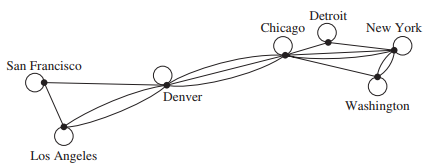 Detroit
Chicago
New York
San Francisco
Denver
Washington
Los Angeles